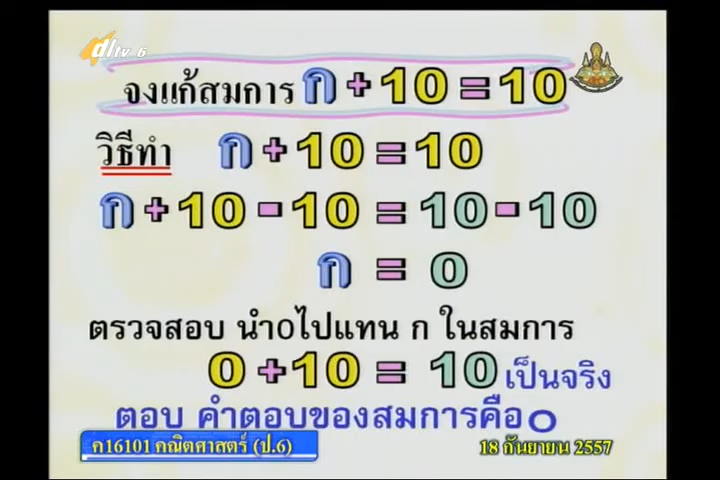 dltv 6
จงแก้สมการ ก + 10 = 10
วิธีทำ ก + 10 = 10
ก + 10 - 10 = 10 - 10
ก = 0
ตรวจสอบ นำ0ไปแทน ก ในสมการ
0 + 10 = 10 เป็นจริง
ตอบ คำตอบของสมการคือ 0
ค16101 คณิตศาสตร์ (ป.6) 18 กันยายน 2557